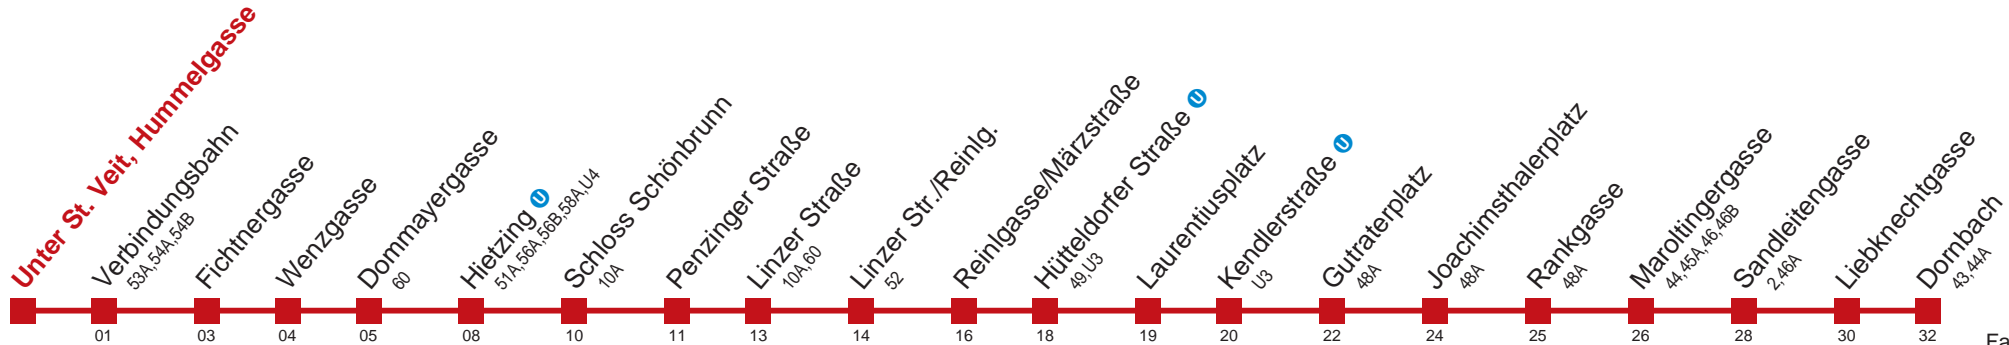 Unter St. Veit, Hummelgasse
Verbindungsbahn
53A,54A,54B
Fichtnergasse
Wenzgasse
Dommayergasse
60
Hietzing U
51A,56A,56B,58A,U4
Schloss Schönbrunn
10A
Penzinger Straße
Linzer Straße
10A,60
Linzer Str./Reinlg.
52
Reinlgasse/Märzstraße
Hütteldorfer Straße U
49,U3
Laurentiusplatz
Kendlerstraße U
U3
Gutraterplatz
48A
Joachimsthalerplatz
48A
Rankgasse
48A
Maroltingergasse
44,45A,46,46B
Sandleitengasse
2,46A
Liebknechtgasse
Dornbach
43,44A
01 03 04 05 08 10 11 13 14 16 18 19 20 22 24 25 26 28 30 32